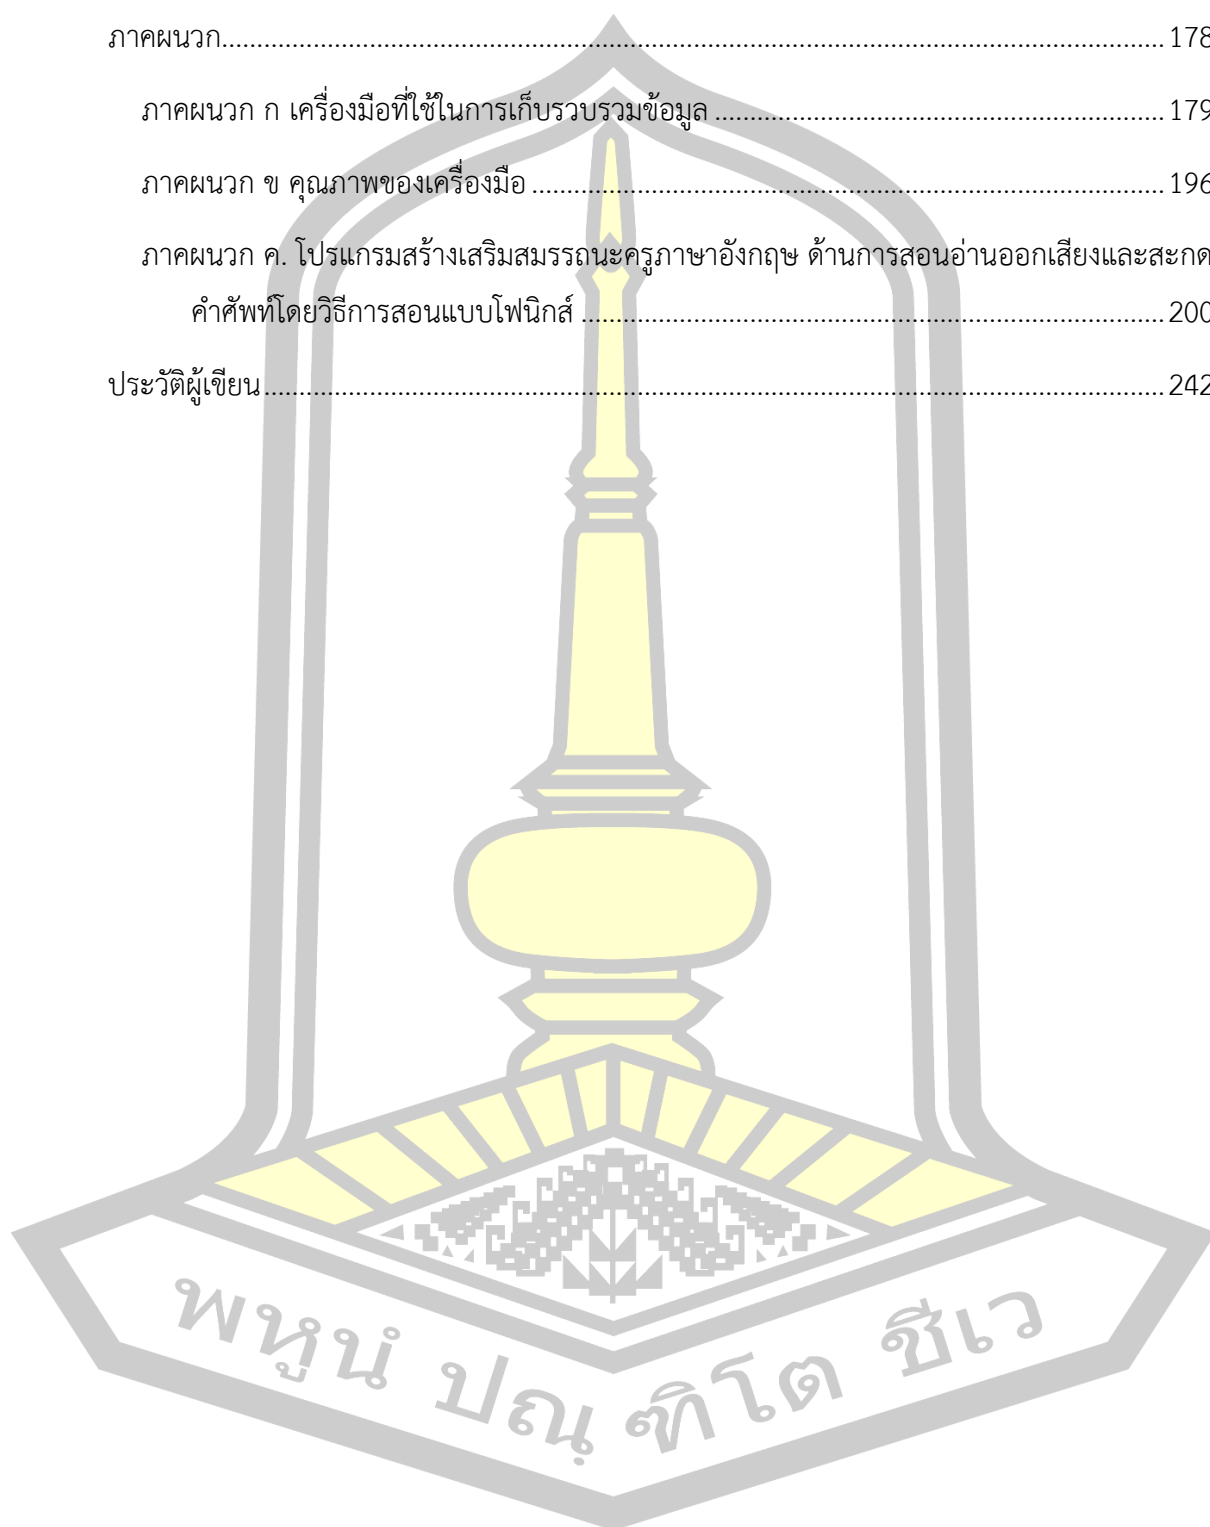 ภาคผนวก.................................................................................................................................... 178
ภาคผนวก ก เครื่องมือที่ใช้ในการเก็บรวบรวมข้อมูล ............................................................... 179
ภาคผนวก ข คุณภาพของเครื่องมือ ......................................................................................... 196
ภาคผนวก ค. โปรแกรมสร้างเสริมสมรรถนะครูภาษาอังกฤษ ด้านการสอนอ่านออกเสียงและสะกด
คำศัพท์โดยวิธีการสอนแบบโฟนิกส์ .................................................................................. 200
ประวัติผู้เขียน .............................................................................................................................. 242
พหูนํ ปณฺฑิโต ชีเว